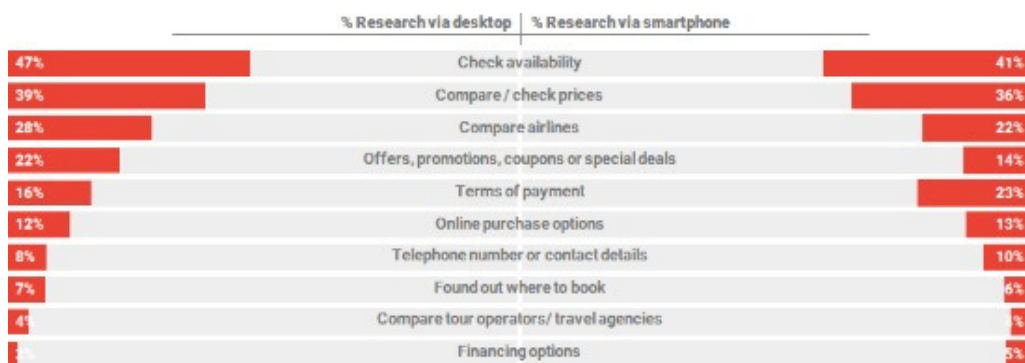 % Research via desktop % Research via smartphone
47% Check availability 41%
39% Compare / check prices 36%
28% Compare airlines 22%
22% Offers, promotions, coupons or special deals 14%
16% Terms of payment 23%
12% Online purchase options 13%
8% Telephone number or contact details 10%
7% Found out where to book 6%
4% Compare tour operators/ travel agencies 4%
Financing options 5%